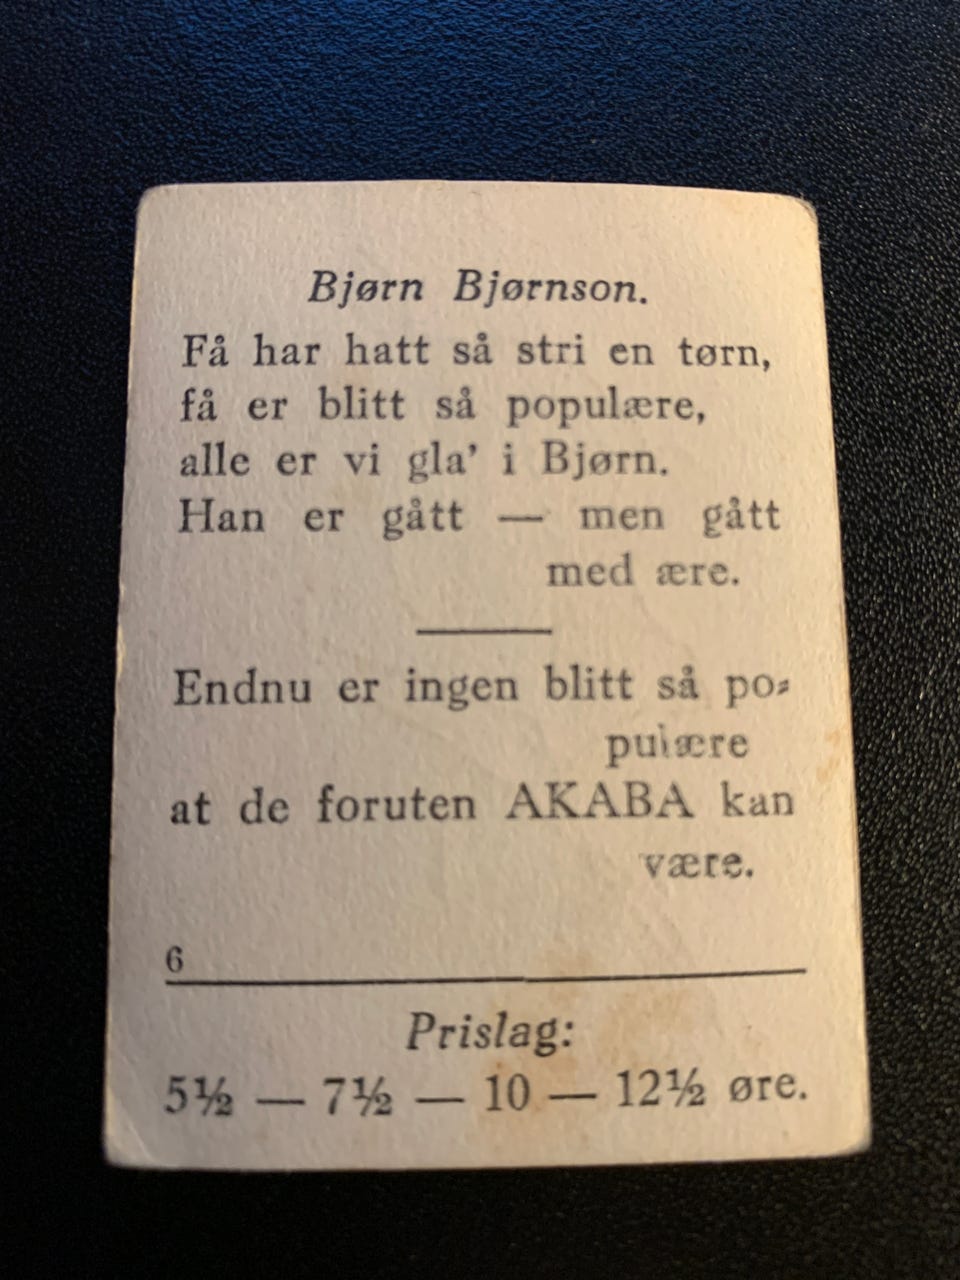 Bjørn Bjørnson.
Få har hatt så stri en tørn,
få er blitt så populære,
alle er vi gla' i Bjørn.
Han er gått — men gått
med ære.
Endnu er ingen blitt så po-
pulære
at de foruten AKABA kan
være.
6
Prislag:
5½ — 7½ — 10 — 12½ øre.